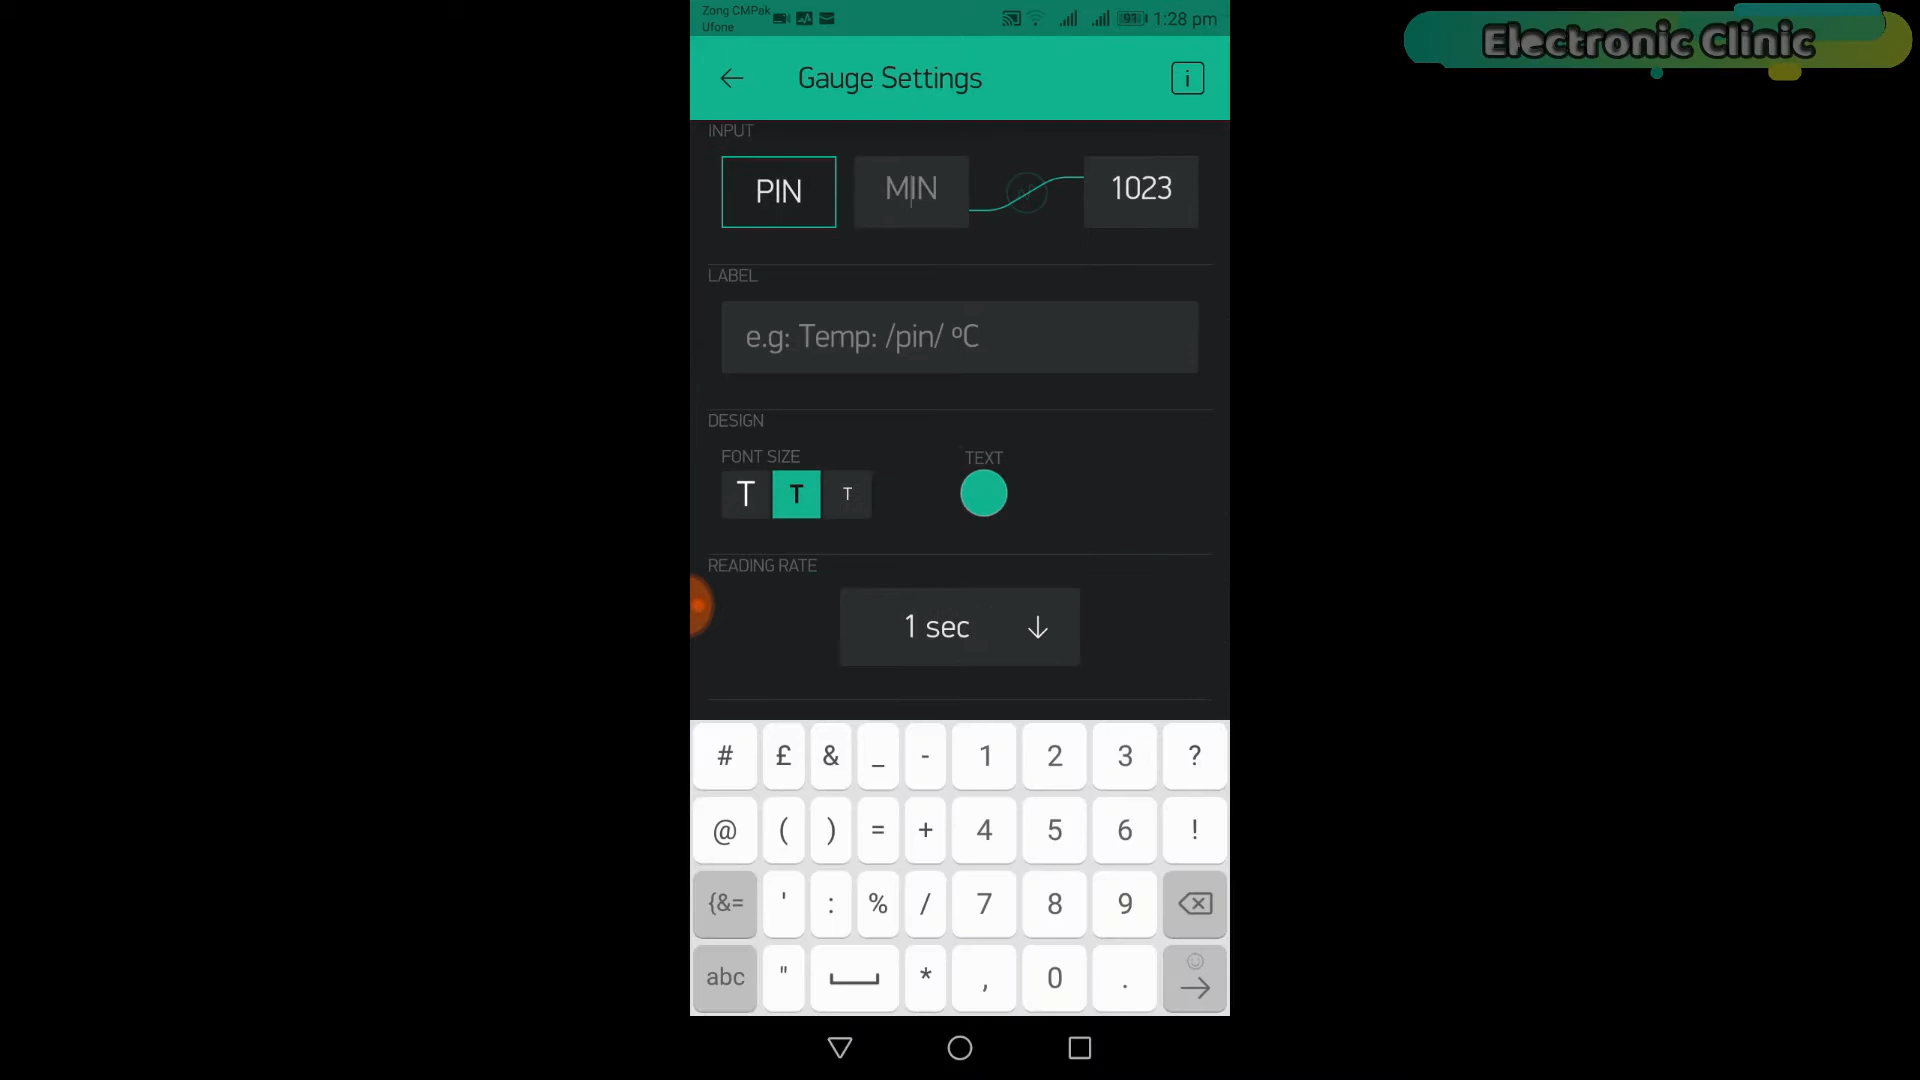 Zong CMPak
Ufone
91
1:28 pm
Electronic Clinic
Gauge Settings
i
INPUT
PIN
MIN
1023
LABEL
e.g: Temp: /pin/ ºC
DESIGN
FONT SIZE
TEXT
T T T
READING RATE
1 sec
# £ & _ - 1 2 3 ?
@ ( ) = + 4 5 6 !
{&= ' : % / 7 8 9
abc " * , 0 .